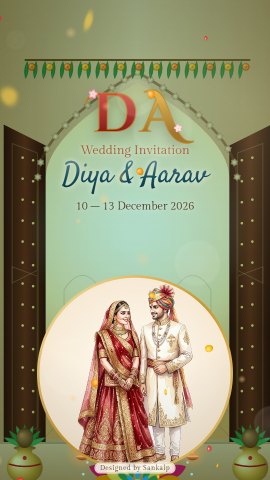 DA
Wedding Invitation
Diya & Aarav
10 — 13 December 2026
Designed by Sankalp